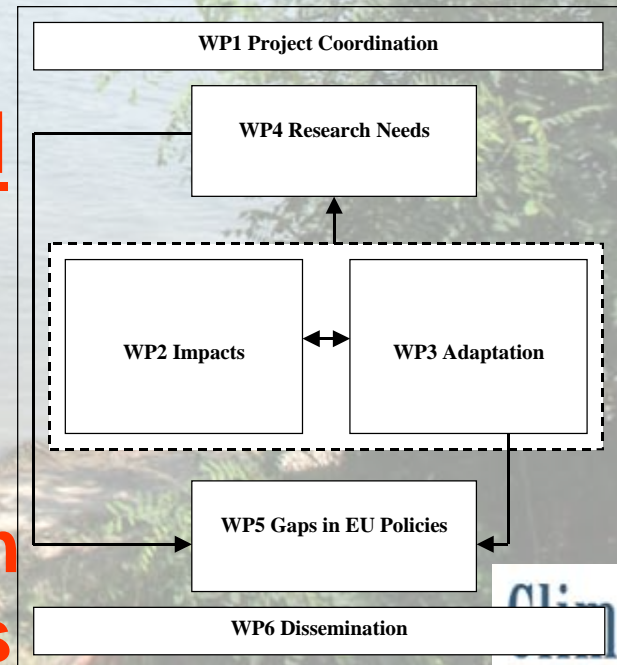 WP1 Project Coordination
WP4 Research Needs
WP2 Impacts
WP3 Adaptation
WP5 Gaps in EU Policies
WP6 Dissemination